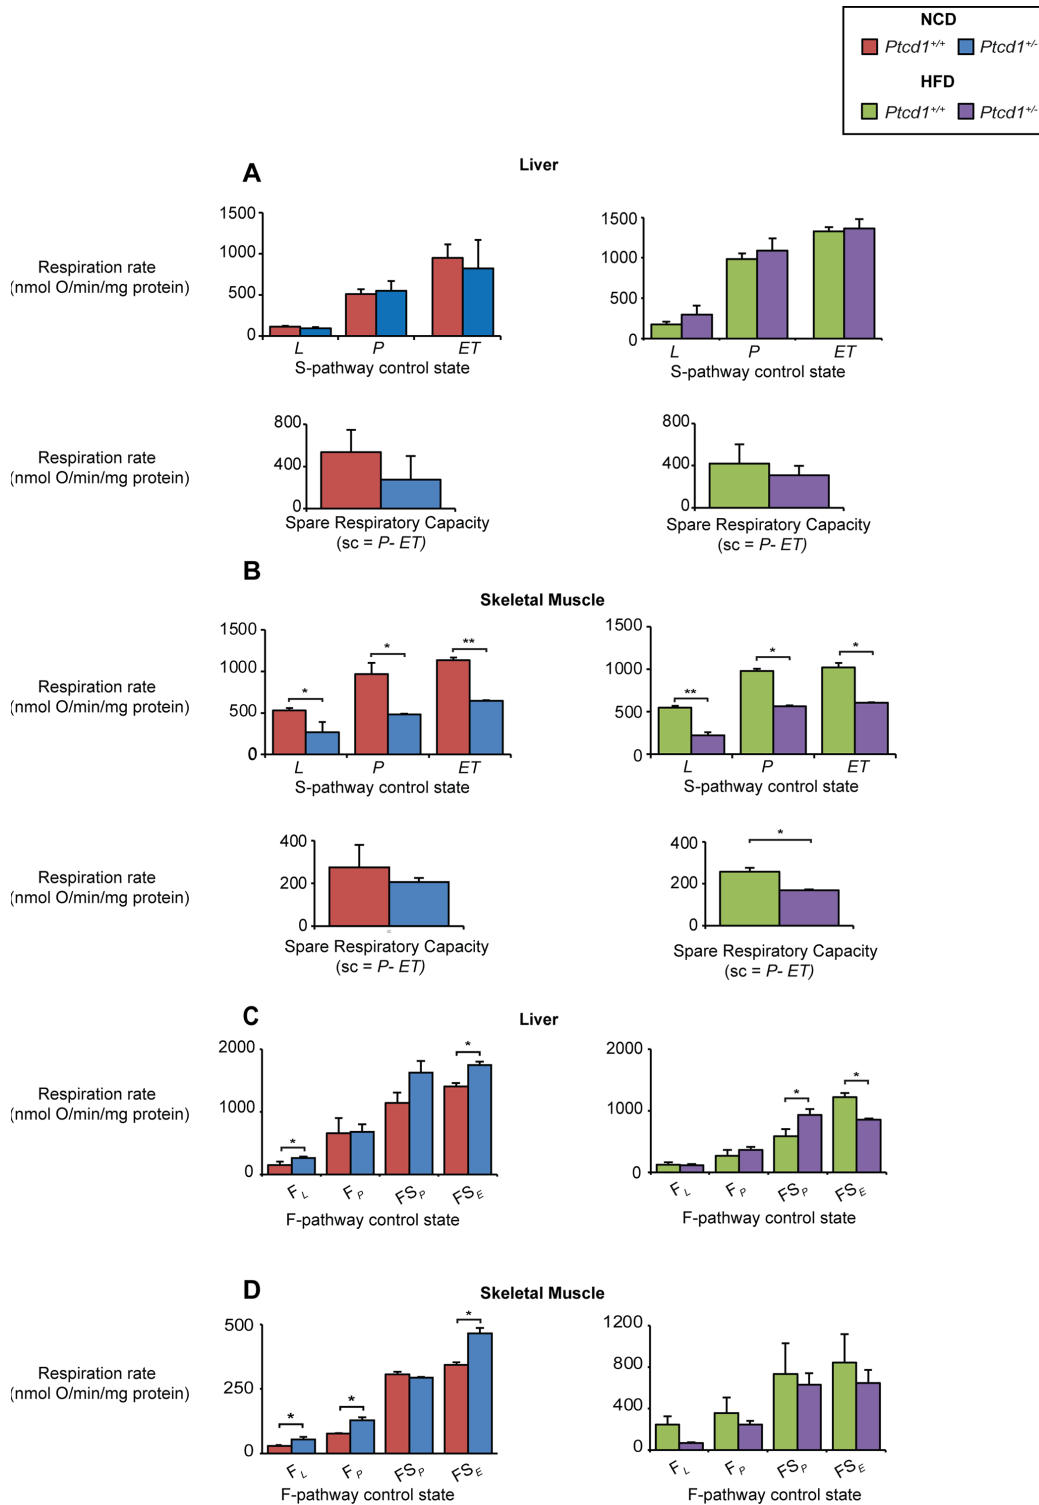 NCD
Ptcd1+/+ Ptcd1+/-
HFD
Ptcd1+/+ Ptcd1+/-
A
Liver
Respiration rate
(nmol O/min/mg protein)
1500
1000
500
0
L P ET
S-pathway control state
1500
1000
500
0
L P ET
S-pathway control state
Respiration rate
(nmol O/min/mg protein)
800
400
0
Spare Respiratory Capacity
(sc = P- ET)
800
400
0
Spare Respiratory Capacity
(sc = P- ET)
B
Skeletal Muscle
Respiration rate
(nmol O/min/mg protein)
1500
1000
500
0
* * **
L P ET
S-pathway control state
1500
1000
500
0
** * *
L P ET
S-pathway control state
Respiration rate
(nmol O/min/mg protein)
400
200
0
Spare Respiratory Capacity
(sc = P- ET)
400
200
0
*
Spare Respiratory Capacity
(sc = P- ET)
C
Liver
Respiration rate
(nmol O/min/mg protein)
2000
1000
0
* *
FL FP FSP FSE
F-pathway control state
2000
1000
0
* *
FL FP FSP FSE
F-pathway control state
D
Skeletal Muscle
Respiration rate
(nmol O/min/mg protein)
500
250
0
* * *
FL FP FSP FSE
F-pathway control state
1200
800
400
0
FL FP FSP FSE
F-pathway control state